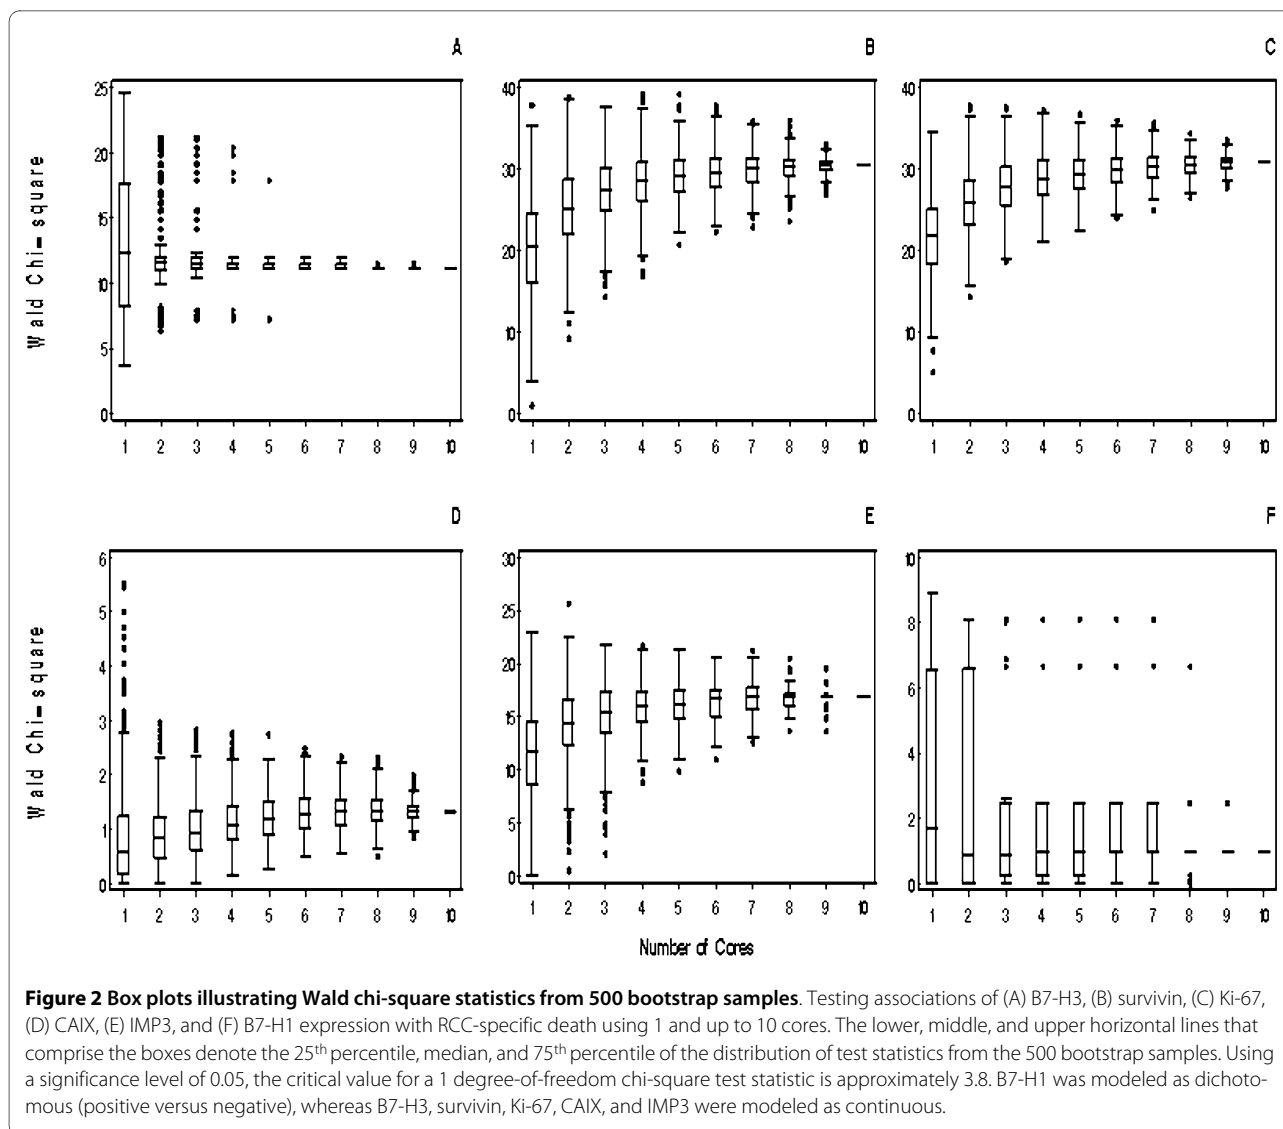 A B C
25 40 40
20 30 30
15 20 20
10 10 10
5
0 0 0
Wald Chi-square
1 2 3 4 5 6 7 8 9 10 1 2 3 4 5 6 7 8 9 10 1 2 3 4 5 6 7 8 9 10
D E F
6 30 10
5 25 8
4 20 6
3 15 4
2 10 2
1 5
0 0 0
Wald Chi-square
1 2 3 4 5 6 7 8 9 10 1 2 3 4 5 6 7 8 9 10 1 2 3 4 5 6 7 8 9 10
Number of Cores
Figure 2 Box plots illustrating Wald chi-square statistics from 500 bootstrap samples. Testing associations of (A) B7-H3, (B) survivin, (C) Ki-67,
(D) CAIX, (E) IMP3, and (F) B7-H1 expression with RCC-specific death using 1 and up to 10 cores. The lower, middle, and upper horizontal lines that
comprise the boxes denote the 25th percentile, median, and 75th percentile of the distribution of test statistics from the 500 bootstrap samples. Using
a significance level of 0.05, the critical value for a 1 degree-of-freedom chi-square test statistic is approximately 3.8. B7-H1 was modeled as dichoto-
mous (positive versus negative), whereas B7-H3, survivin, Ki-67, CAIX, and IMP3 were modeled as continuous.